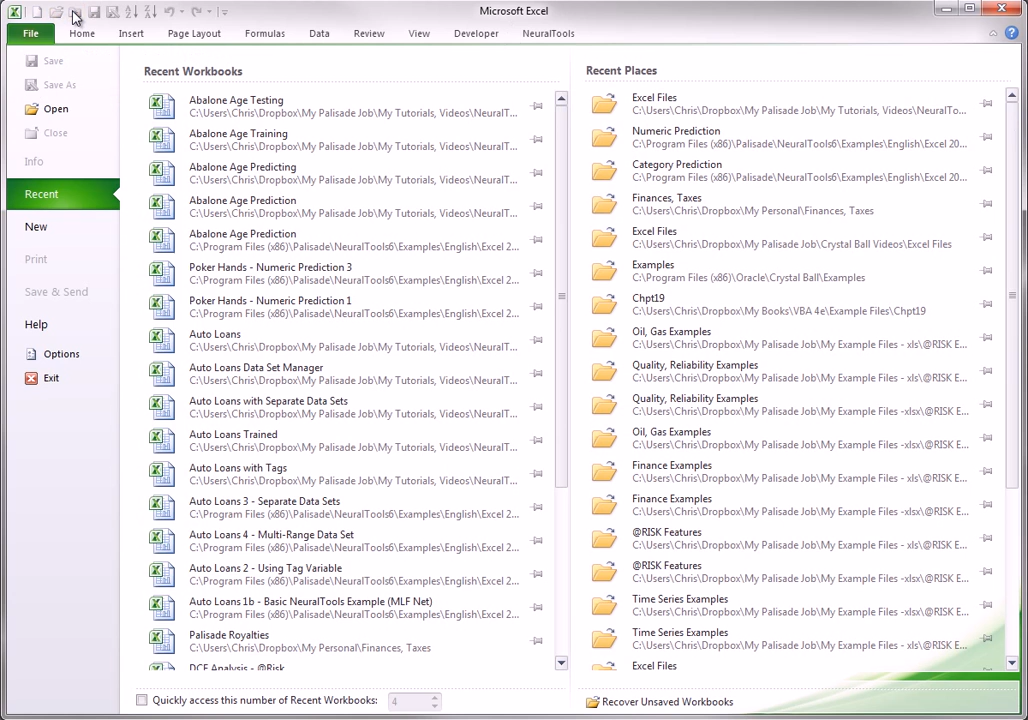 Microsoft Excel
File Home Insert Page Layout Formulas Data Review View Developer NeuralTools
Save
Save As
Open
Close
Info
Recent
New
Print
Save & Send
Help
Options
Exit
Recent Workbooks
Abalone Age Testing
C:\Users\Chris\Dropbox\My Palisade Job\My Tutorials, Videos\NeuralT...
Abalone Age Training
C:\Users\Chris\Dropbox\My Palisade Job\My Tutorials, Videos\NeuralT...
Abalone Age Predicting
C:\Users\Chris\Dropbox\My Palisade Job\My Tutorials, Videos\NeuralT...
Abalone Age Prediction
C:\Users\Chris\Dropbox\My Palisade Job\My Tutorials, Videos\NeuralT...
Abalone Age Prediction
C:\Program Files (x86)\Palisade\NeuralTools6\Examples\English\Excel 2...
Poker Hands - Numeric Prediction 3
C:\Program Files (x86)\Palisade\NeuralTools6\Examples\English\Excel 2...
Poker Hands - Numeric Prediction 1
C:\Program Files (x86)\Palisade\NeuralTools6\Examples\English\Excel 2...
Auto Loans
C:\Users\Chris\Dropbox\My Palisade Job\My Tutorials, Videos\NeuralT...
Auto Loans Data Set Manager
C:\Users\Chris\Dropbox\My Palisade Job\My Tutorials, Videos\NeuralT...
Auto Loans with Separate Data Sets
C:\Users\Chris\Dropbox\My Palisade Job\My Tutorials, Videos\NeuralT...
Auto Loans Trained
C:\Users\Chris\Dropbox\My Palisade Job\My Tutorials, Videos\NeuralT...
Auto Loans with Tags
C:\Users\Chris\Dropbox\My Palisade Job\My Tutorials, Videos\NeuralT...
Auto Loans 3 - Separate Data Sets
C:\Program Files (x86)\Palisade\NeuralTools6\Examples\English\Excel 2...
Auto Loans 4 - Multi-Range Data Set
C:\Program Files (x86)\Palisade\NeuralTools6\Examples\English\Excel 2...
Auto Loans 2 - Using Tag Variable
C:\Program Files (x86)\Palisade\NeuralTools6\Examples\English\Excel 2...
Auto Loans 1b - Basic NeuralTools Example (MLF Net)
C:\Program Files (x86)\Palisade\NeuralTools6\Examples\English\Excel 2...
Palisade Royalties
C:\Users\Chris\Dropbox\My Personal\Finances, Taxes
DCF Analysis - @Risk
Quickly access this number of Recent Workbooks: 4
Recent Places
Excel Files
C:\Users\Chris\Dropbox\My Palisade Job\My Tutorials, Videos\NeuralTo...
Numeric Prediction
C:\Program Files (x86)\Palisade\NeuralTools6\Examples\English\Excel 20...
Category Prediction
C:\Program Files (x86)\Palisade\NeuralTools6\Examples\English\Excel 20...
Finances, Taxes
C:\Users\Chris\Dropbox\My Personal\Finances, Taxes
Excel Files
C:\Users\Chris\Dropbox\My Palisade Job\Crystal Ball Videos\Excel Files
Examples
C:\Program Files (x86)\Oracle\Crystal Ball\Examples
Chpt19
C:\Users\Chris\Dropbox\My Books\VBA 4e\Example Files\Chpt19
Oil, Gas Examples
C:\Users\Chris\Dropbox\My Palisade Job\My Example Files - xls\@RISK E...
Quality, Reliability Examples
C:\Users\Chris\Dropbox\My Palisade Job\My Example Files - xls\@RISK E...
Quality, Reliability Examples
C:\Users\Chris\Dropbox\My Palisade Job\My Example Files -xlsx\@RISK E...
Oil, Gas Examples
C:\Users\Chris\Dropbox\My Palisade Job\My Example Files -xlsx\@RISK E...
Finance Examples
C:\Users\Chris\Dropbox\My Palisade Job\My Example Files - xls\@RISK E...
Finance Examples
C:\Users\Chris\Dropbox\My Palisade Job\My Example Files -xlsx\@RISK E...
@RISK Features
C:\Users\Chris\Dropbox\My Palisade Job\My Example Files - xls\@RISK E...
@RISK Features
C:\Users\Chris\Dropbox\My Palisade Job\My Example Files -xlsx\@RISK E...
Time Series Examples
C:\Users\Chris\Dropbox\My Palisade Job\My Example Files -xlsx\@RISK E...
Time Series Examples
C:\Users\Chris\Dropbox\My Palisade Job\My Example Files - xls\@RISK E...
Excel Files
Recover Unsaved Workbooks